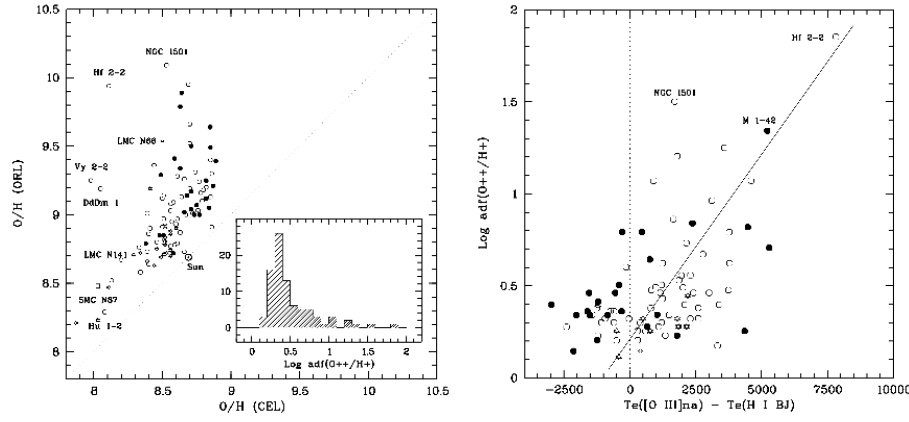 10.5
10
9.5
9
8.5
8
8
8.5
9
9.5
10
10.5
O/H (ORL)
O/H (CEL)
NGC 1501
Hf 2-2
LMC N66
Vy 2-2
DdDm 1
LMC N141
Sun
SMC N87
Hu 1-2
20
10
0
0
0.5
1
1.5
2
Log adf(O++/H+)
2
1.5
1
0.5
0
-2500
0
2500
5000
7500
10000
Log adf(O++/H+)
Te([O III]na) - Te(H I BJ)
Hf 2-2
NGC 1501
M 1-42